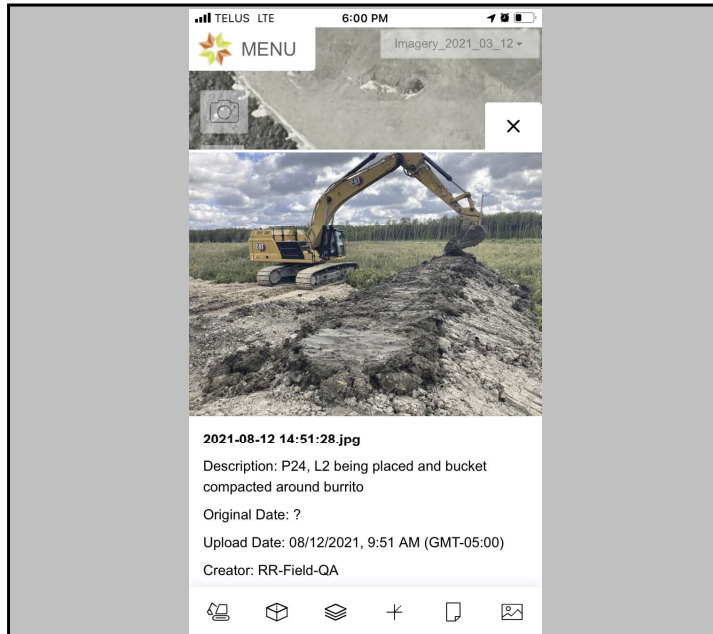 TELUS LTE 6:00 PM
MENU
Imagery_2021_03_12
CAT
CAT
2021-08-12 14:51:28.jpg
Description: P24, L2 being placed and bucket
compacted around burrito
Original Date: ?
Upload Date: 08/12/2021, 9:51 AM (GMT-05:00)
Creator: RR-Field-QA